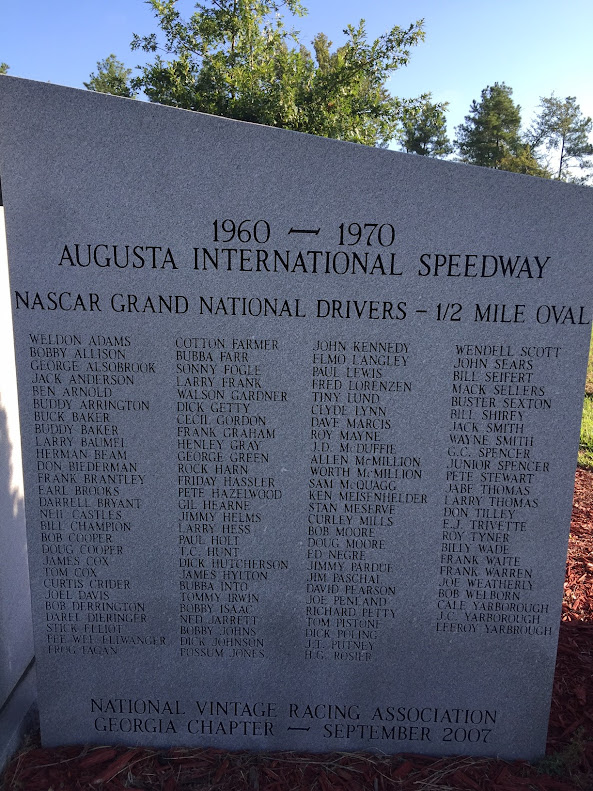 1960 — 1970
AUGUSTA INTERNATIONAL SPEEDWAY
NASCAR GRAND NATIONAL DRIVERS - 1/2 MILE OVAL
WELDON ADAMS
BOBBY ALLISON
GEORGE ALSOBROOK
JACK ANDERSON
BEN ARNOLD
BUDDY ARRINGTON
BUCK BAKER
BUDDY BAKER
LARRY BAUMEL
HERMAN BEAM
DON BIEDERMAN
FRANK BRANTLEY
EARL BROOKS
DARRELL BRYANT
NEIL CASTLES
BILL CHAMPION
BOB COOPER
DOUG COOPER
JAMES COX
TOM COX
CURTIS CRIDER
JOEL DAVIS
BOB DERRINGTON
DAREL DIERINGER
STICK ELLIOT
PEE WEE ELLWANGER
FROG FAGAN
COTTON FARMER
BUBBA FARR
SONNY FOGLE
LARRY FRANK
WALSON GARDNER
DICK GETTY
CECIL GORDON
FRANK GRAHAM
HENLEY GRAY
GEORGE GREEN
ROCK HARN
FRIDAY HASSLER
PETE HAZELWOOD
GIL HEARNE
JIMMY HELMS
LARRY HESS
PAUL HOLT
T.C. HUNT
DICK HUTCHERSON
JAMES HYLTON
BUBBA INTO
TOMMY IRWIN
BOBBY ISAAC
NED JARRETT
BOBBY JOHNS
DICK JOHNSON
POSSUM JONES
JOHN KENNEDY
ELMO LANGLEY
PAUL LEWIS
FRED LORENZEN
TINY LUND
CLYDE LYNN
DAVE MARCIS
ROY MAYNE
J.D. McDUFFIE
ALLEN McMILLION
WORTH McMILLION
SAM McQUAGG
KEN MEISENHELDER
STAN MESERVE
CURLEY MILLS
BOB MOORE
DOUG MOORE
ED NEGRE
JIMMY PARDUE
JIM PASCHAL
DAVID PEARSON
JOE PENLAND
RICHARD PETTY
TOM PISTONE
DICK POLING
J.T. PUTNEY
H.G. ROSIER
WENDELL SCOTT
JOHN SEARS
BILL SEIFERT
MACK SELLERS
BUSTER SEXTON
BILL SHIREY
JACK SMITH
WAYNE SMITH
G.C. SPENCER
JUNIOR SPENCER
PETE STEWART
JABE THOMAS
LARRY THOMAS
DON TILLEY
E.J. TRIVETTE
ROY TYNER
BILLY WADE
FRANK WAITE
FRANK WARREN
JOE WEATHERLY
BOB WELBORN
CALE YARBOROUGH
J.C. YARBOROUGH
LEEROY YARBROUGH
NATIONAL VINTAGE RACING ASSOCIATION
GEORGIA CHAPTER — SEPTEMBER 2007